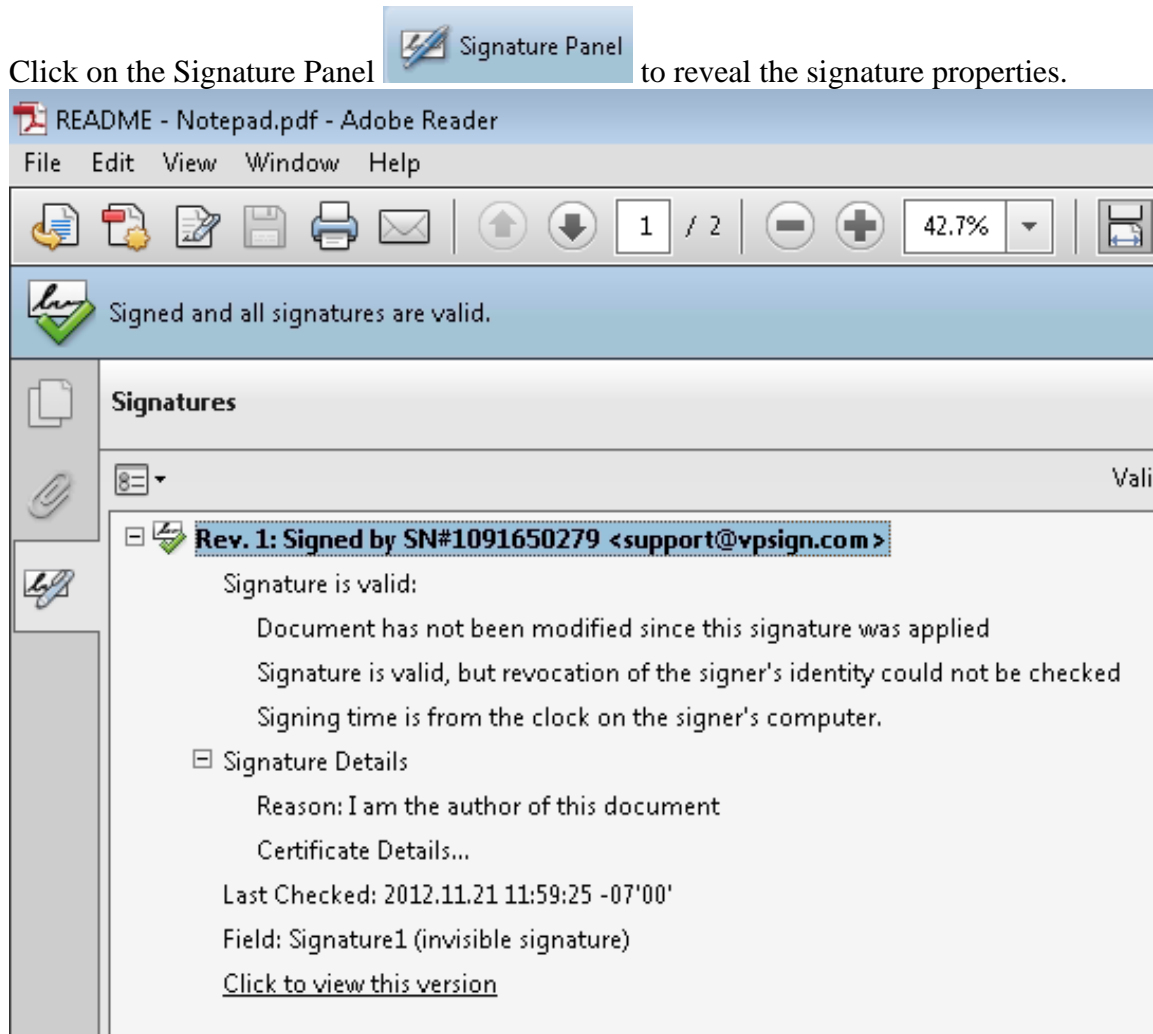 Click on the Signature Panel Signature Panel to reveal the signature properties.
README - Notepad.pdf - Adobe Reader
File Edit View Window Help
1 / 2 42.7%
Signed and all signatures are valid.
Signatures
Vali
Rev. 1: Signed by SN#1091650279 <support@vpsign.com>
Signature is valid:
Document has not been modified since this signature was applied
Signature is valid, but revocation of the signer's identity could not be checked
Signing time is from the clock on the signer's computer.
Signature Details
Reason: I am the author of this document
Certificate Details...
Last Checked: 2012.11.21 11:59:25 -07'00'
Field: Signature1 (invisible signature)
Click to view this version